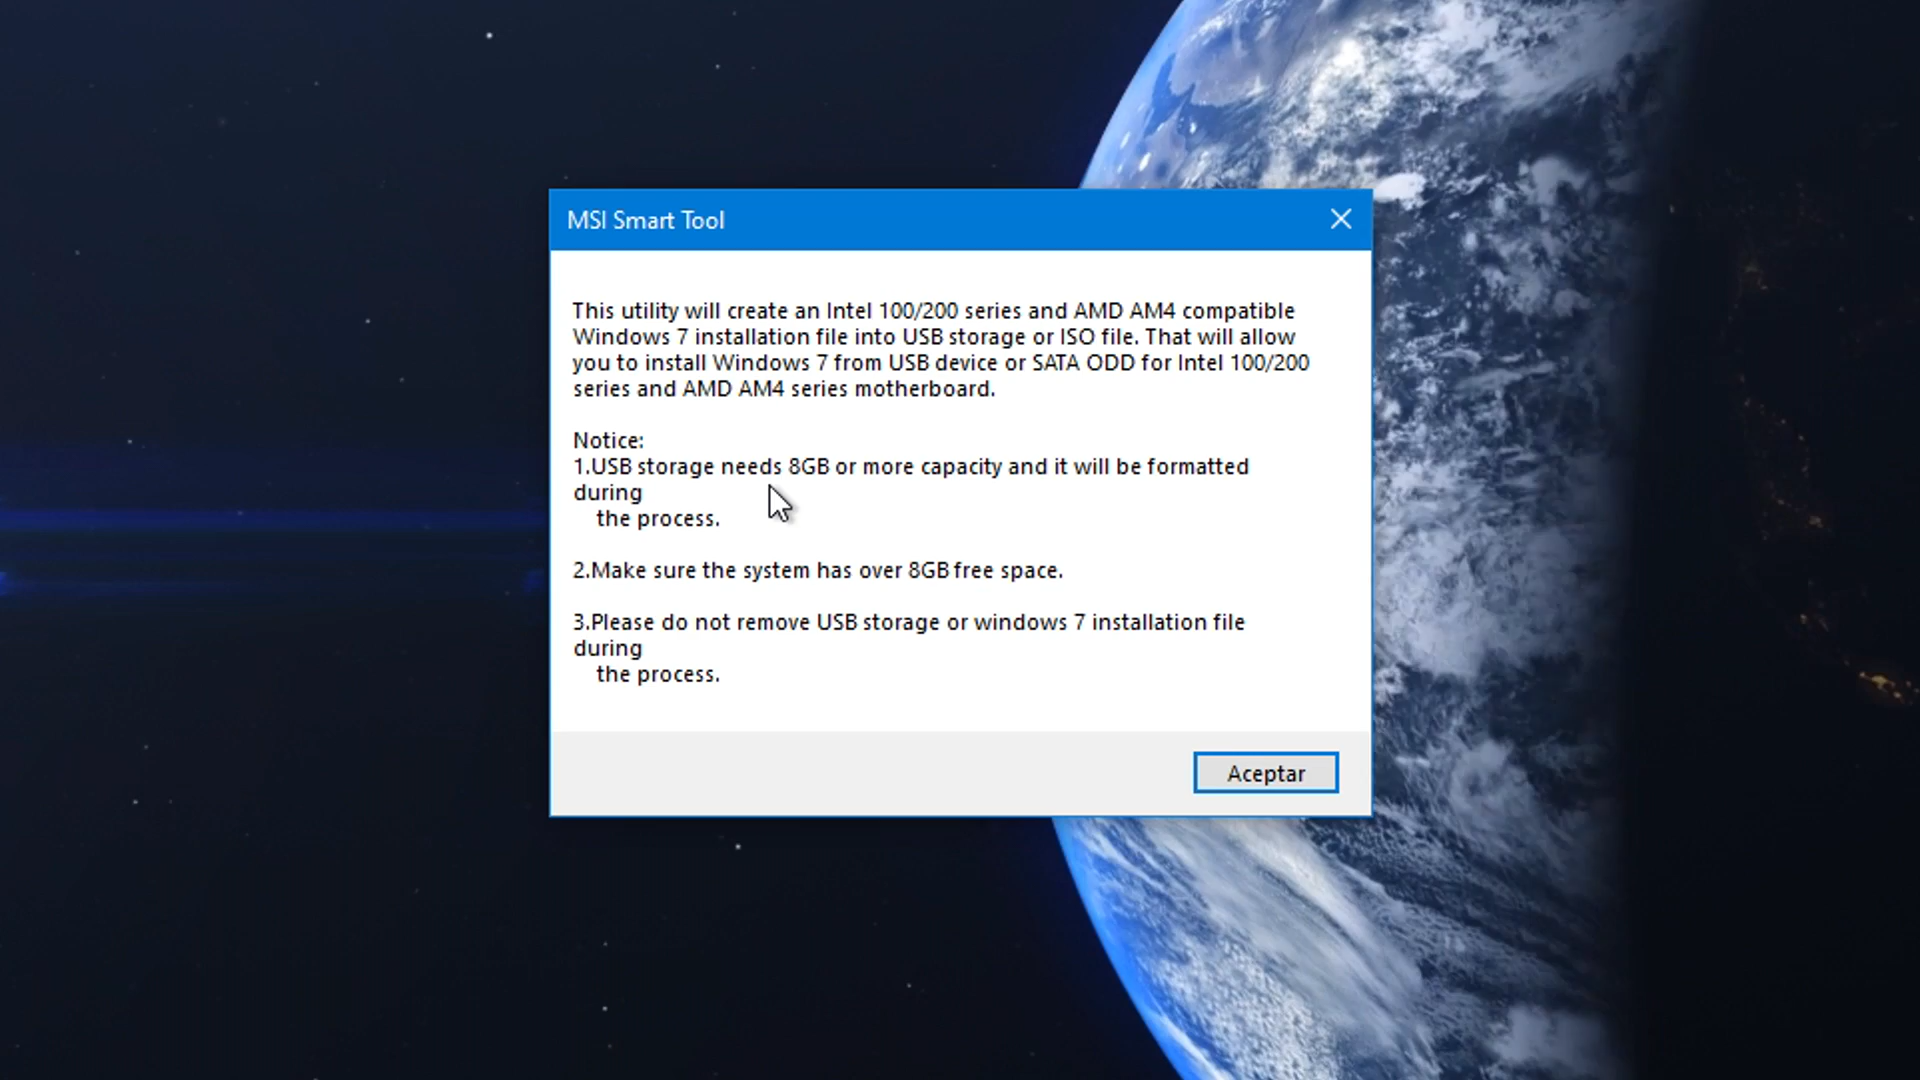 MSI Smart Tool
This utility will create an Intel 100/200 series and AMD AM4 compatible
Windows 7 installation file into USB storage or ISO file. That will allow
you to install Windows 7 from USB device or SATA ODD for Intel 100/200
series and AMD AM4 series motherboard.
Notice:
1.USB storage needs 8GB or more capacity and it will be formatted
during
the process.
2.Make sure the system has over 8GB free space.
3.Please do not remove USB storage or windows 7 installation file
during
the process.
Aceptar